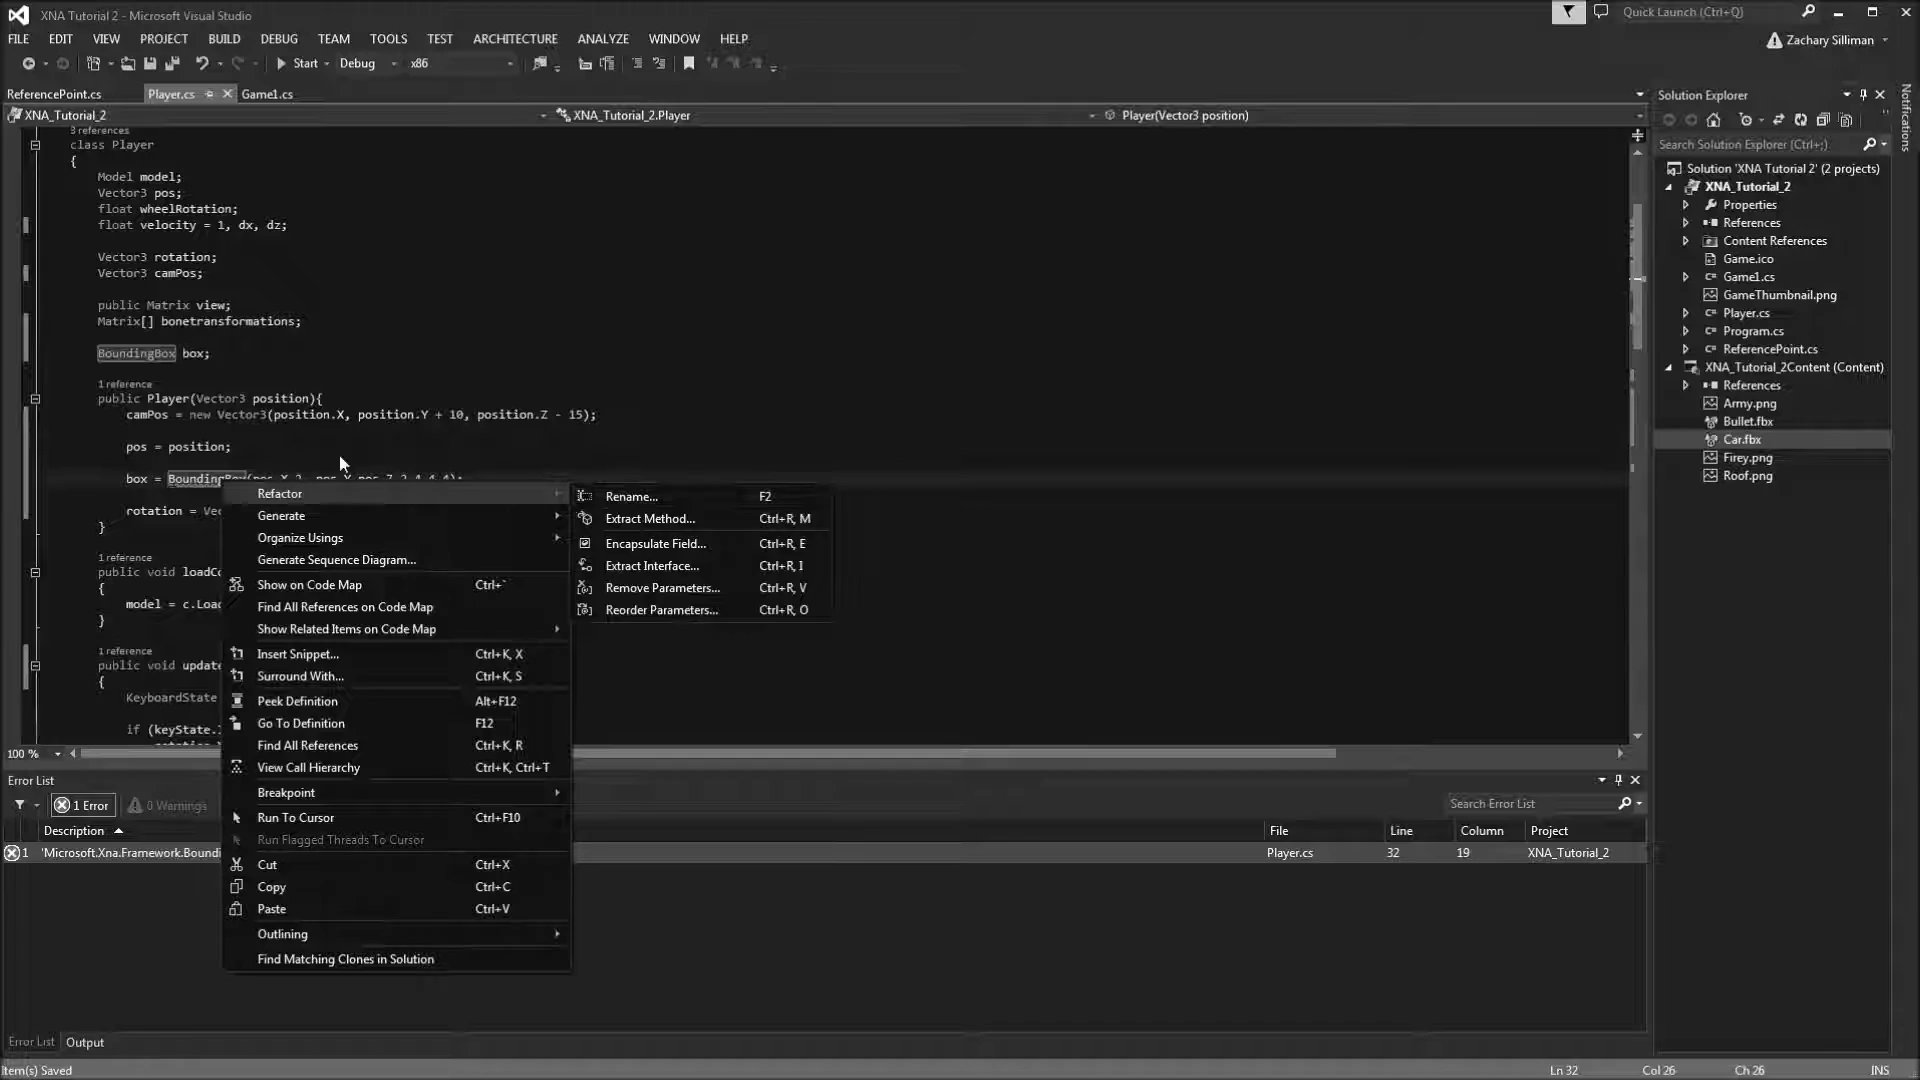 XNA Tutorial 2 - Microsoft Visual Studio
Quick Launch (Ctrl+Q)
FILE EDIT VIEW PROJECT BUILD DEBUG TEAM TOOLS TEST ARCHITECTURE ANALYZE WINDOW HELP
Zachary Silliman
Start Debug x86
ReferencePoint.cs Player.cs Game1.cs
XNA_Tutorial_2 XNA_Tutorial_2.Player Player(Vector3 position)
3 references
class Player
{
Model model;
Vector3 pos;
float wheelRotation;
float velocity = 1, dx, dz;
Vector3 rotation;
Vector3 camPos;
public Matrix view;
Matrix[] bonetransformations;
BoundingBox box;
1 reference
public Player(Vector3 position){
camPos = new Vector3(position.X, position.Y + 10, position.Z - 15);
pos = position;
box = BoundingBox(pos.X-2,
rotation = Vec
}
1 reference
public void loadCo
{
model = c.Load
}
1 reference
public void update
{
KeyboardState
if (keyState.
100 %
Refactor
Generate
Organize Usings
Generate Sequence Diagram...
Show on Code Map Ctrl+`
Find All References on Code Map
Show Related Items on Code Map
Insert Snippet... Ctrl+K, X
Surround With... Ctrl+K, S
Peek Definition Alt+F12
Go To Definition F12
Find All References Ctrl+K, R
View Call Hierarchy Ctrl+K, Ctrl+T
Breakpoint
Run To Cursor Ctrl+F10
Run Flagged Threads To Cursor
Cut Ctrl+X
Copy Ctrl+C
Paste Ctrl+V
Outlining
Find Matching Clones in Solution
Rename... F2
Extract Method... Ctrl+R, M
Encapsulate Field... Ctrl+R, E
Extract Interface... Ctrl+R, I
Remove Parameters... Ctrl+R, V
Reorder Parameters... Ctrl+R, O
Solution Explorer
Search Solution Explorer (Ctrl+;)
Solution 'XNA Tutorial 2' (2 projects)
XNA_Tutorial_2
Properties
References
Content References
Game.ico
Game1.cs
GameThumbnail.png
Player.cs
Program.cs
ReferencePoint.cs
XNA_Tutorial_2Content (Content)
References
Army.png
Bullet.fbx
Car.fbx
Firey.png
Roof.png
Notifications
Error List
1 Error 0 Warnings
Search Error List
Description File Line Column Project
1 'Microsoft.Xna.Framework.Boundi Player.cs 32 19 XNA_Tutorial_2
Error List Output
Item(s) Saved
Ln 32 Col 26 Ch 26 INS